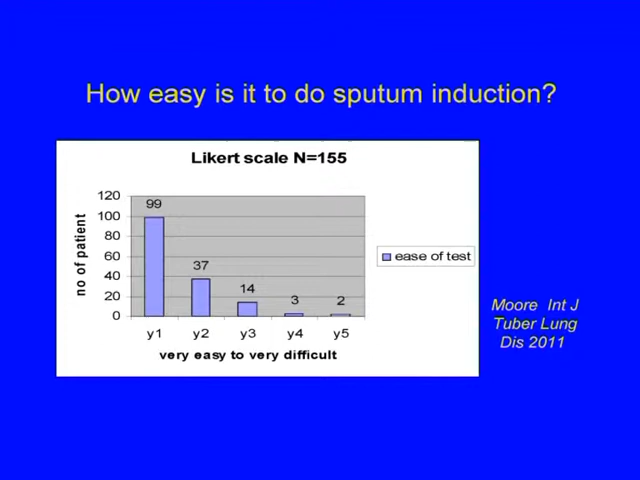 How easy is it to do sputum induction?
Likert scale N=155
no of patient
120
100
80
60
40
20
0
99
37
14
3
2
y1 y2 y3 y4 y5
very easy to very difficult
ease of test
Moore Int J
Tuber Lung
Dis 2011